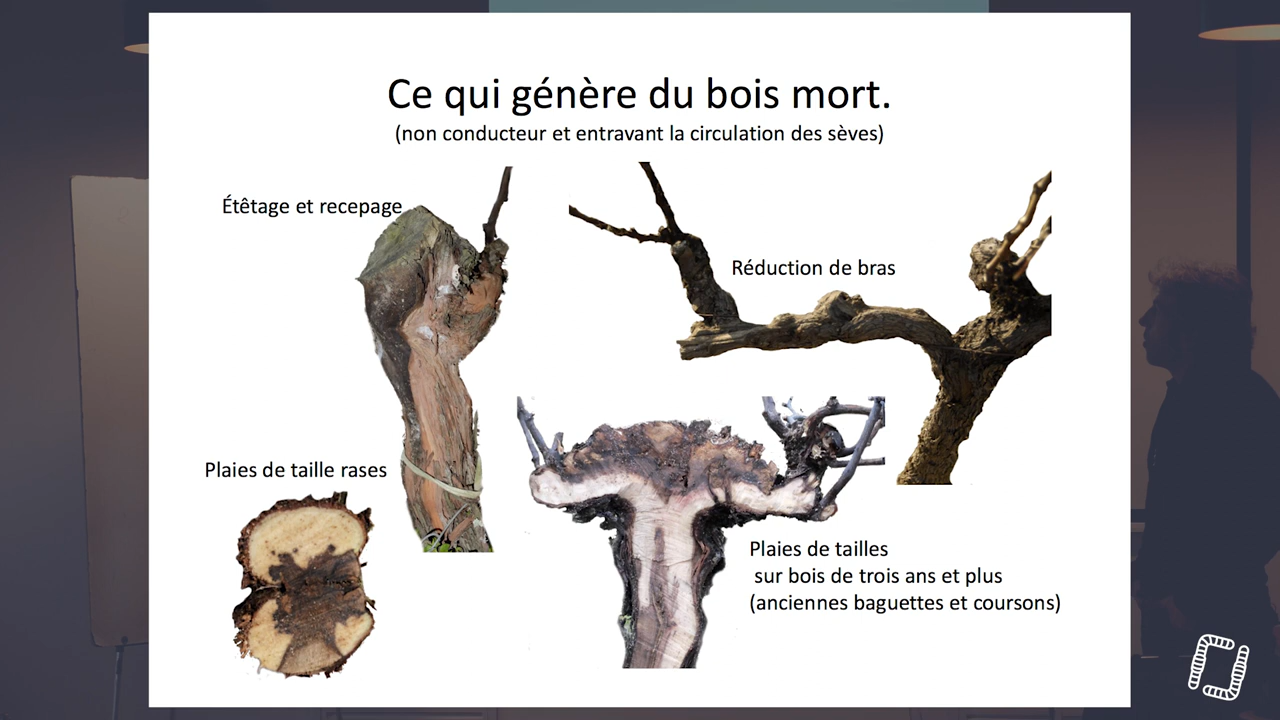 Ce qui génère du bois mort.
(non conducteur et entravant la circulation des sèves)
Étêtage et recepage
Réduction de bras
Plaies de taille rases
Plaies de tailles
sur bois de trois ans et plus
(anciennes baguettes et coursons)